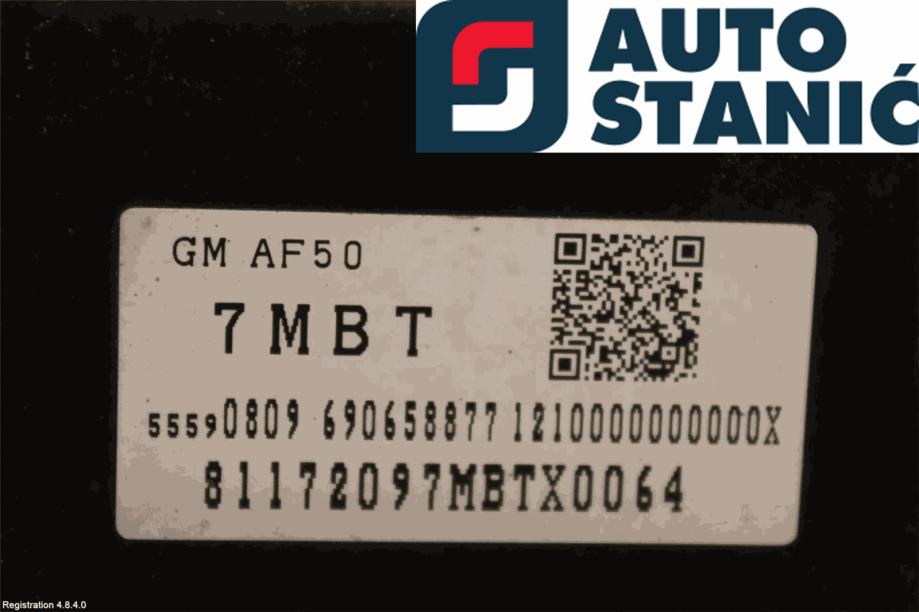 AUTO
STANIĆ
GM AF50
7MBT
55590809 690658877 1210000000000X
81172097MBTX0064
Registration 4.8.4.0